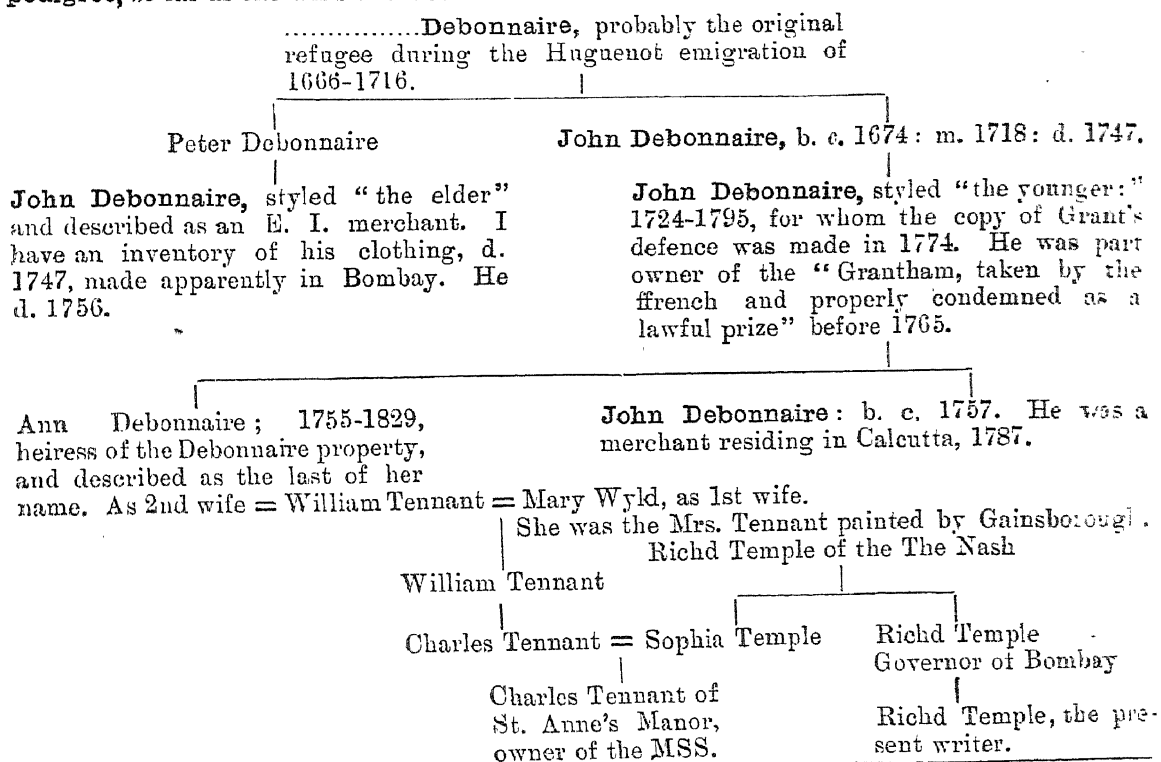 ................Debonnaire, probably the original
refugee during the Huguenot emigration of
1666-1716.
Peter Debonnaire
John Debonnaire, b. c. 1674: m. 1718: d. 1747.
John Debonnaire, styled "the elder"
and described as an E. I. merchant. I
have an inventory of his clothing, d.
1747, made apparently in Bombay. He
d. 1756.
John Debonnaire, styled "the younger:"
1724-1795, for whom the copy of Grant's
defence was made in 1774. He was part
owner of the "Grantham, taken by the
ffrench and properly condemned as a
lawful prize" before 1765.
Ann Debonnaire; 1755-1829,
heiress of the Debonnaire property,
and described as the last of her
name. As 2nd wife = William Tennant = Mary Wyld, as 1st wife.
John Debonnaire: b. c. 1757. He was a
merchant residing in Calcutta, 1787.
She was the Mrs. Tennant painted by Gainsborough.
Richd Temple of the The Nash
William Tennant
Charles Tennant = Sophia Temple
Richd Temple
Governor of Bombay
Charles Tennant of
St. Anne's Manor,
owner of the MSS.
Richd Temple, the pre-
sent writer.